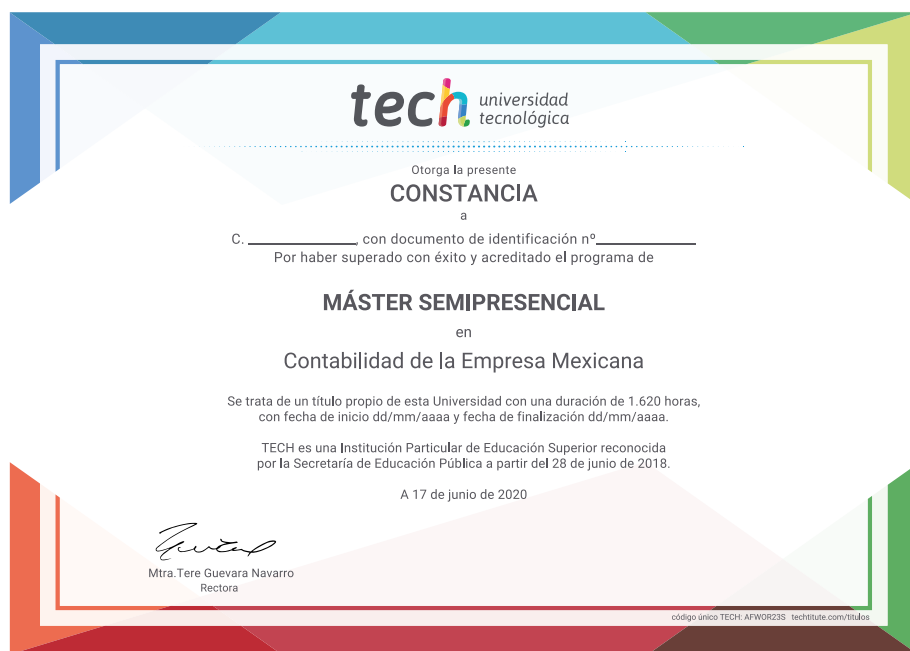 tech universidad
tecnológica
Otorga la presente
CONSTANCIA
a
C. ______________, con documento de identificación nº_____________
Por haber superado con éxito y acreditado el programa de
MÁSTER SEMIPRESENCIAL
en
Contabilidad de la Empresa Mexicana
Se trata de un título propio de esta Universidad con una duración de 1.620 horas,
con fecha de inicio dd/mm/aaaa y fecha de finalización dd/mm/aaaa.
TECH es una Institución Particular de Educación Superior reconocida
por la Secretaría de Educación Pública a partir del 28 de junio de 2018.
A 17 de junio de 2020
Mtra.Tere Guevara Navarro
Rectora
código único TECH: AFWOR23S techtitute.com/titulos